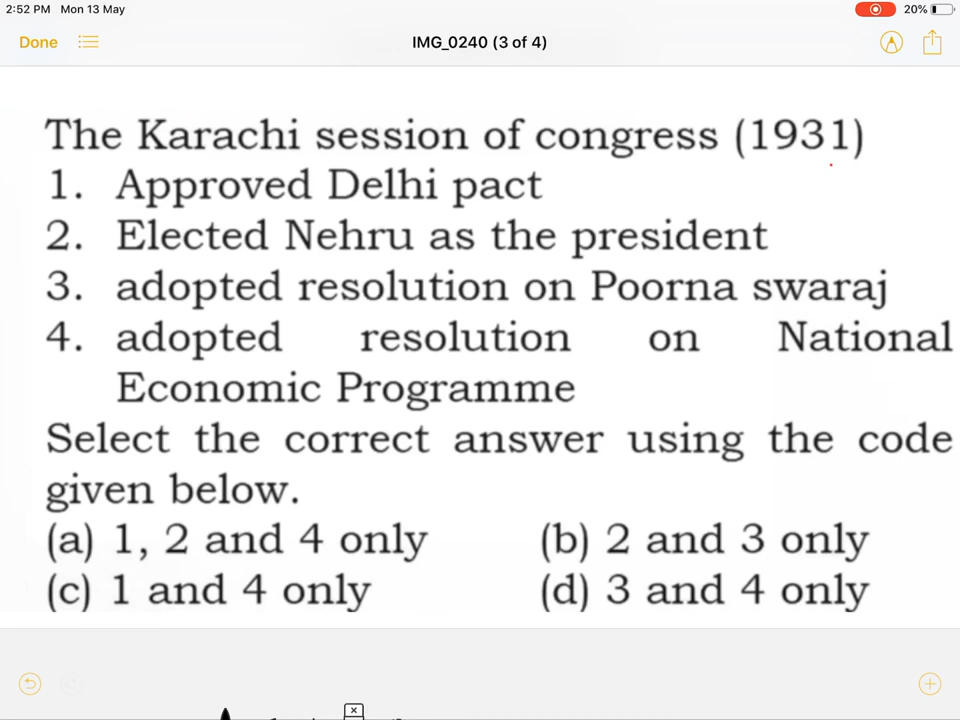 2:52 PM Mon 13 May 20%
Done IMG_0240 (3 of 4)
The Karachi session of congress (1931)
1. Approved Delhi pact
2. Elected Nehru as the president
3. adopted resolution on Poorna swaraj
4. adopted resolution on National
Economic Programme
Select the correct answer using the code
given below.
(a) 1, 2 and 4 only (b) 2 and 3 only
(c) 1 and 4 only (d) 3 and 4 only